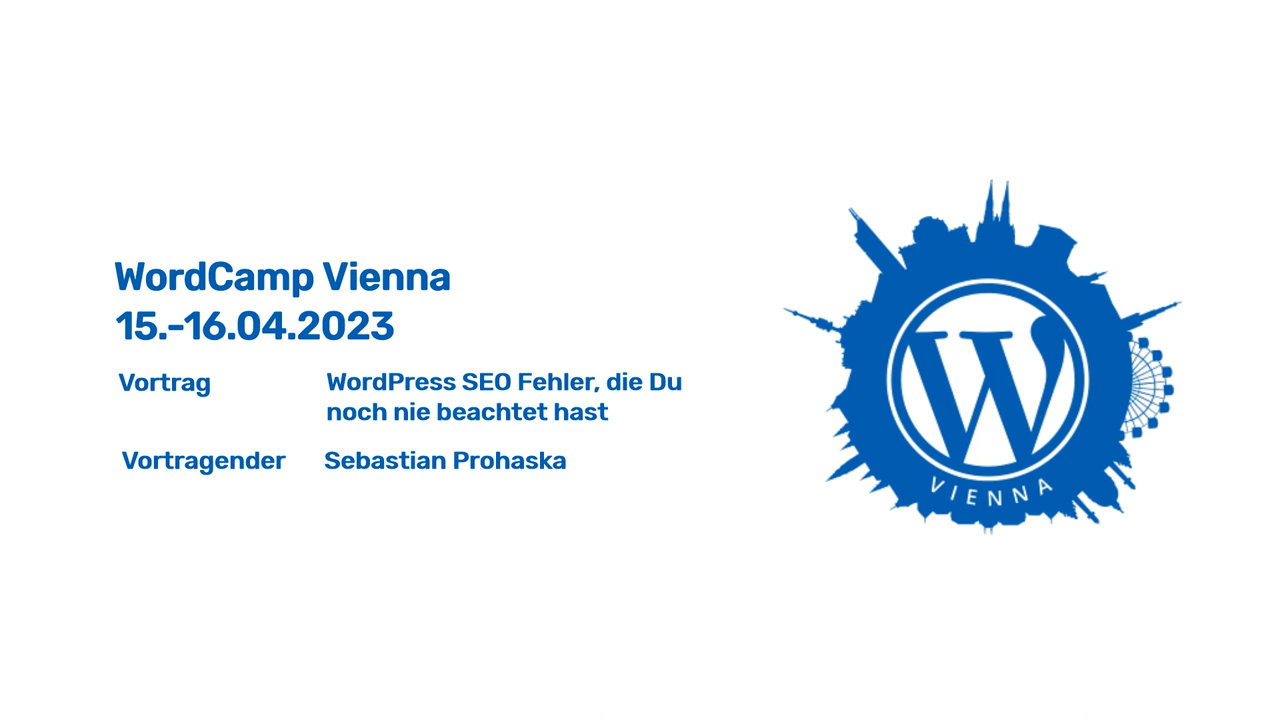 WordCamp Vienna
15.-16.04.2023
Vortrag
WordPress SEO Fehler, die Du
noch nie beachtet hast
Vortragender
Sebastian Prohaska
W
VIENNA